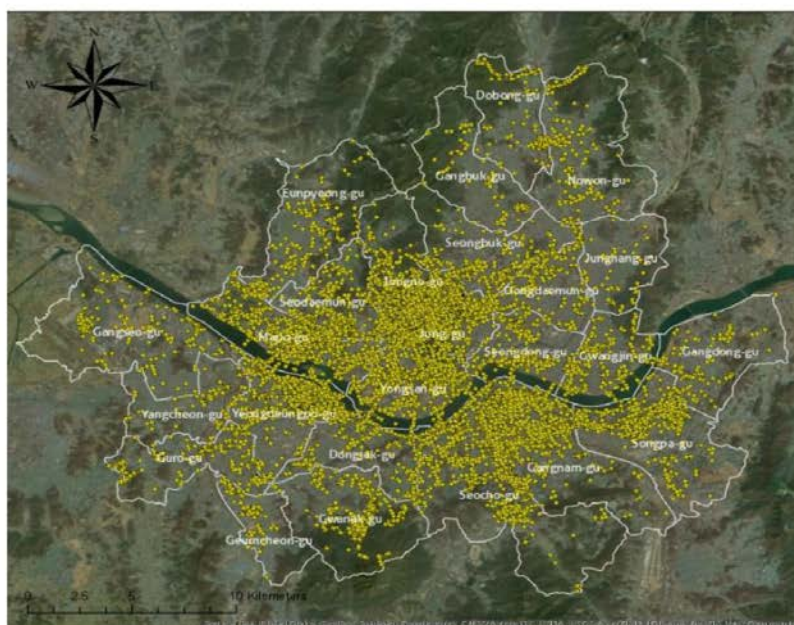 N
W E
S
Dobong-gu
Gangbuk-gu
Nowon-gu
Eunpyeong-gu
Seongbuk-gu
Jungnang-gu
Jongno-gu
Dongdaemun-gu
Seodaemun-gu
Gangseo-gu
Mapo-gu
Jung-gu
Seongdong-gu
Gwangjin-gu
Gangdong-gu
Yongsan-gu
Yangcheon-gu
Yeongdeungpo-gu
Songpa-gu
Guro-gu
Dongjak-gu
Gangnam-gu
Seocho-gu
Gwanak-gu
Geumcheon-gu
0 2.5 5 10 Kilometers